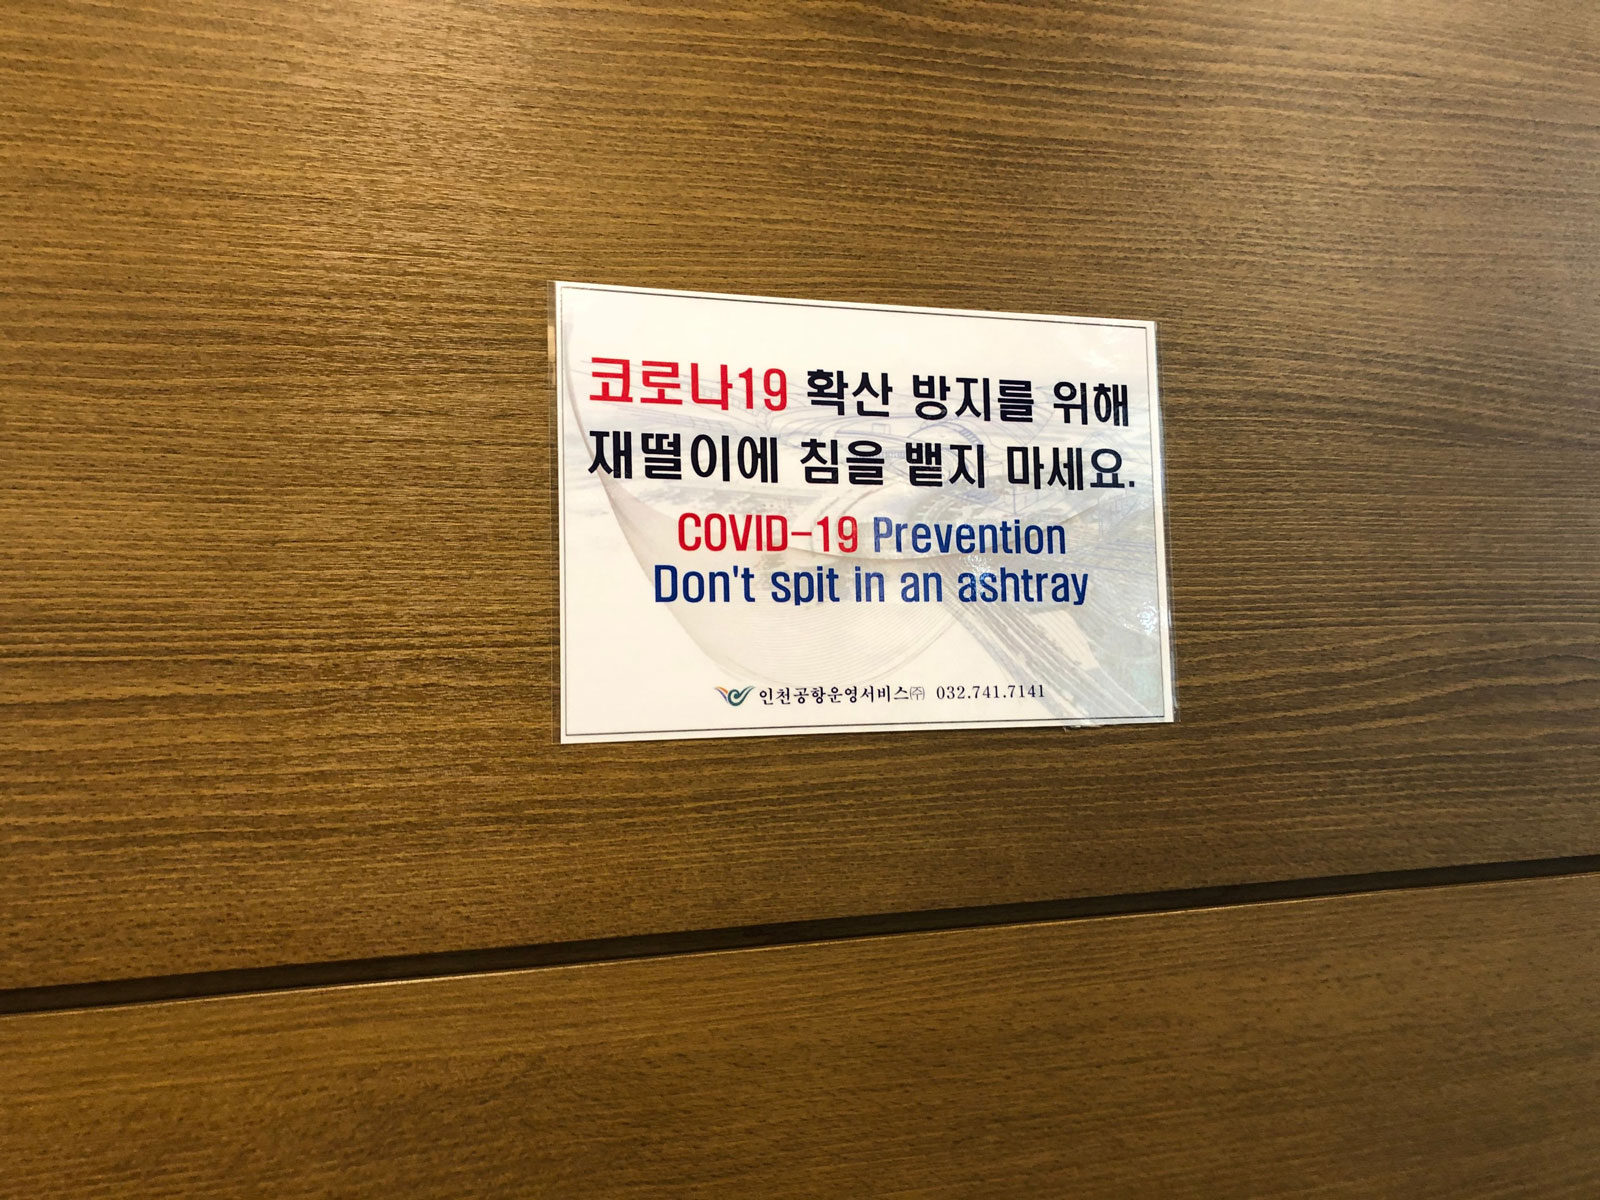 코로나19 확산 방지를 위해
재떨이에 침을 뱉지 마세요.
COVID-19 Prevention
Don't spit in an ashtray
인천공항운영서비스㈜ 032.741.7141